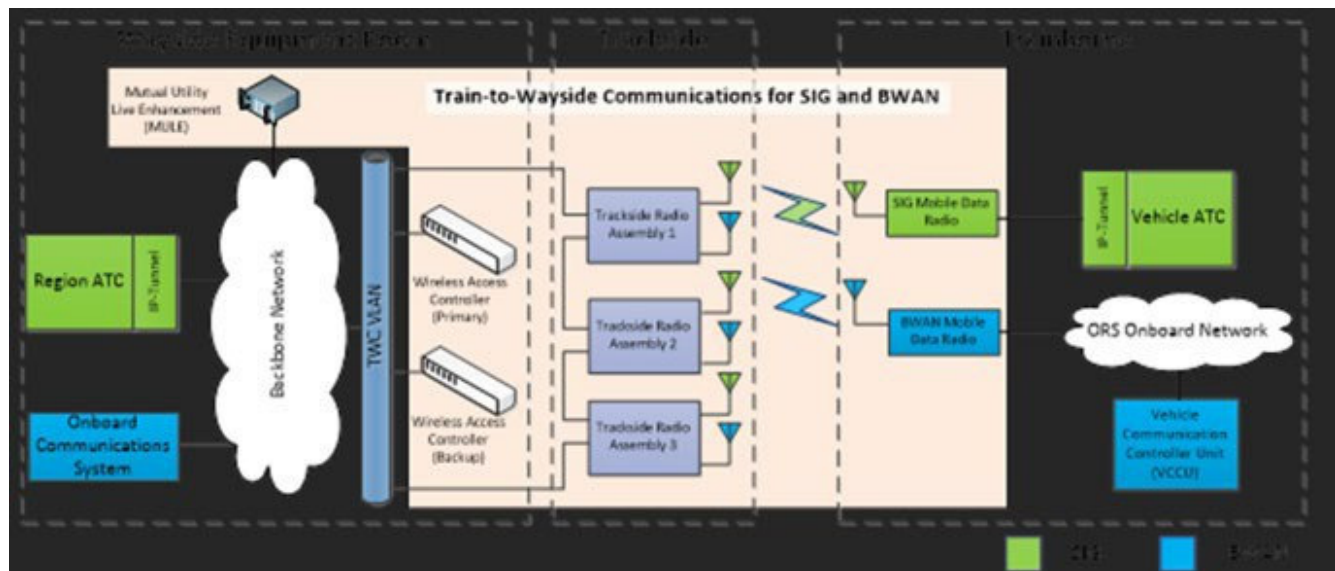 Train-to-Wayside Communications for SIG and BWAN
Mutual Utility
Live Enhancement
(MULE)
Region ATC
IP-Tunnel
Onboard
Communications
System
Backbone Network
TWC VLAN
Wireless Access
Controller
(Primary)
Wireless Access
Controller
(Backup)
Trackside Radio
Assembly 1
Trackside Radio
Assembly 2
Trackside Radio
Assembly 3
SIG Mobile Data
Radio
BWAN Mobile
Data Radio
IP-Tunnel
Vehicle ATC
ORS Onboard Network
Vehicle
Communication
Controller Unit
(VCCU)